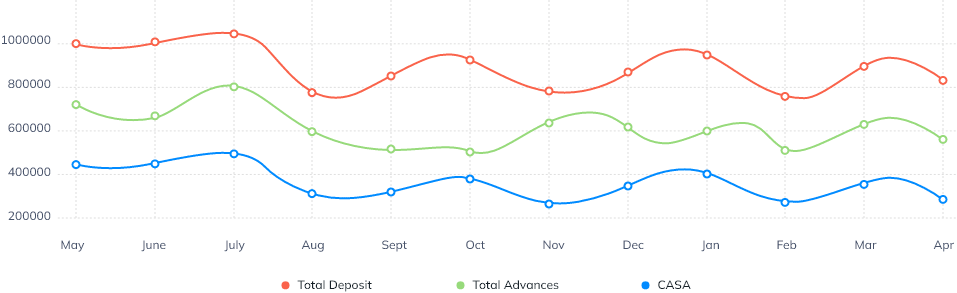 1000000
800000
600000
400000
200000
May June July Aug Sept Oct Nov Dec Jan Feb Mar Apr
Total Deposit Total Advances CASA